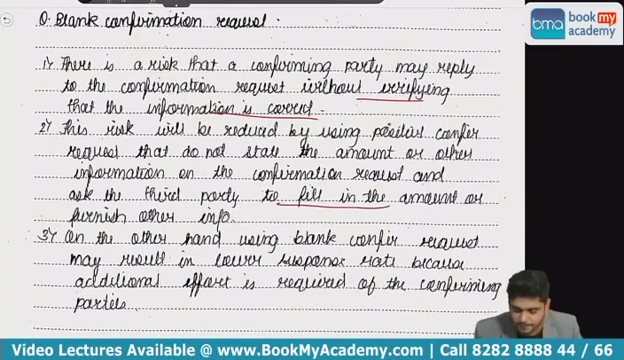 Q. Blank confirmation request.
bma
book my
academy
1) There is a risk that a confirming party may reply
to the confirmation request without verifying
that the information is correct.
2) This risk will be reduced by using positive confir
request that do not state the amount or other
information on the confirmation request and
ask the third party to fill in the amount or
furnish other info.
3) On the other hand using blank confir request
may result in lower response rate because
additional effort is required of the confirming
parties.
Video Lectures Available @ www.BookMyAcademy.com | Call 8282 8888 44 / 66